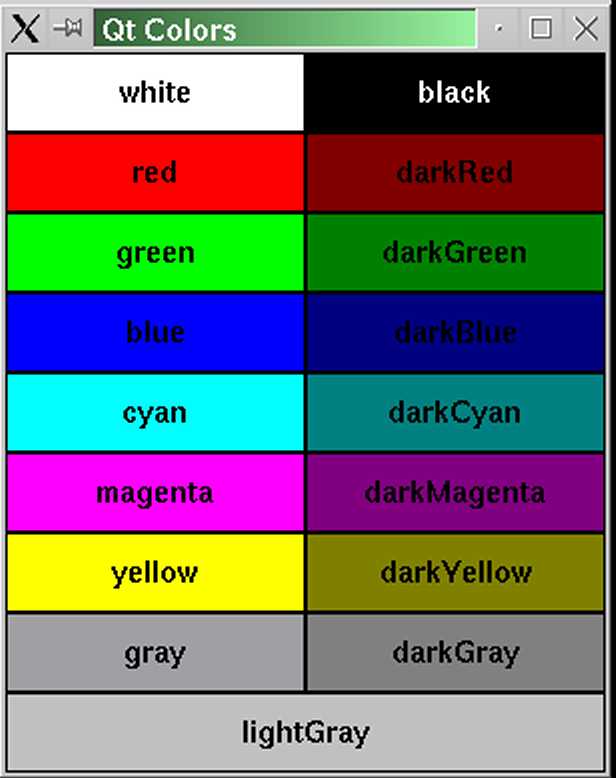 Qt Colors
white black
red darkRed
green darkGreen
blue darkBlue
cyan darkCyan
magenta darkMagenta
yellow darkYellow
gray darkGray
lightGray